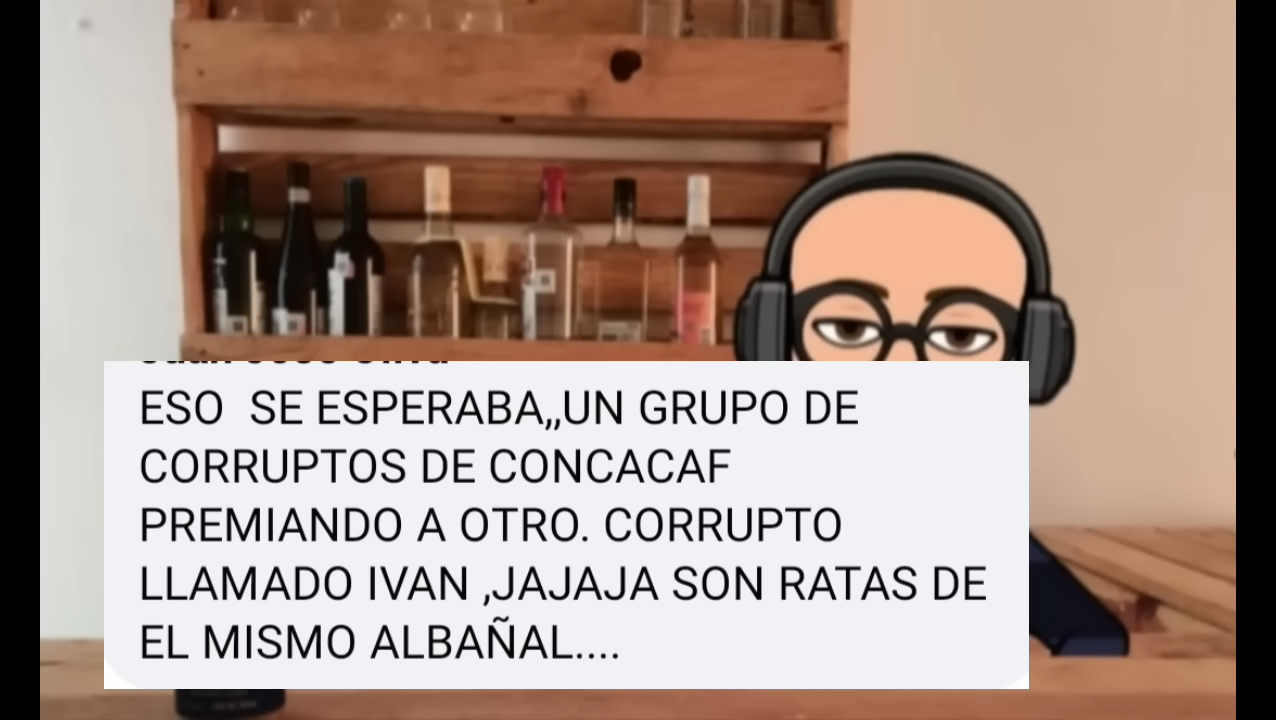 ESO  SE ESPERABA,,UN GRUPO DE
CORRUPTOS DE CONCACAF
PREMIANDO A OTRO. CORRUPTO
LLAMADO IVAN ,JAJAJA SON RATAS DE
EL MISMO ALBAÑAL....